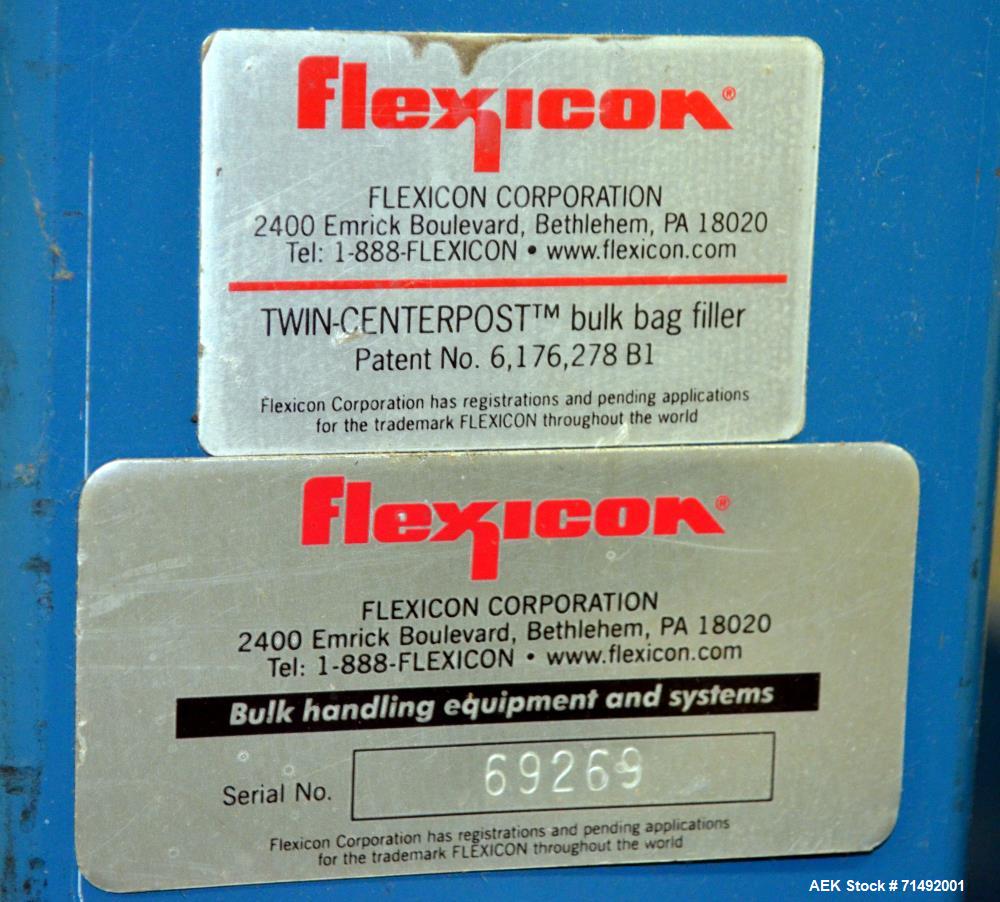 flexicon®
FLEXICON CORPORATION
2400 Emrick Boulevard, Bethlehem, PA 18020
Tel: 1-888-FLEXICON • www.flexicon.com
TWIN-CENTERPOST™ bulk bag filler
Patent No. 6,176,278 B1
Flexicon Corporation has registrations and pending applications
for the trademark FLEXICON throughout the world
flexicon®
FLEXICON CORPORATION
2400 Emrick Boulevard, Bethlehem, PA 18020
Tel: 1-888-FLEXICON • www.flexicon.com
Bulk handling equipment and systems
Serial No. 69269
Flexicon Corporation has registrations and pending applications
for the trademark FLEXICON throughout the world
AEK Stock # 71492001